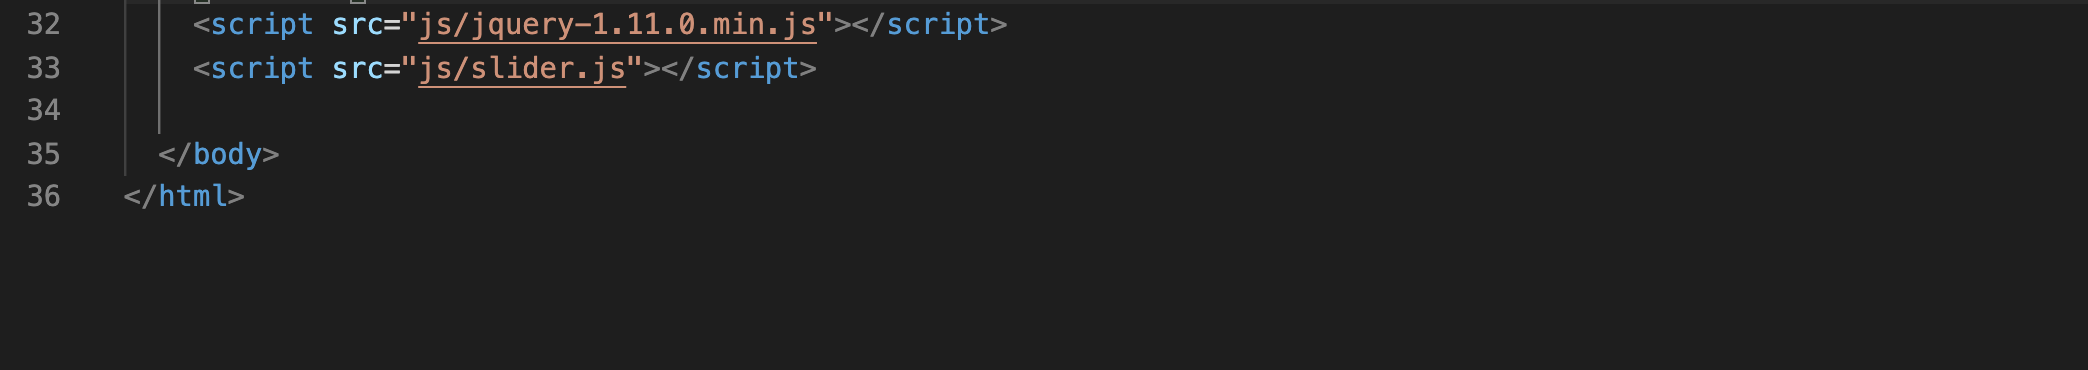 32 <script src="js/jquery-1.11.0.min.js"></script>
33 <script src="js/slider.js"></script>
34
35 </body>
36 </html>